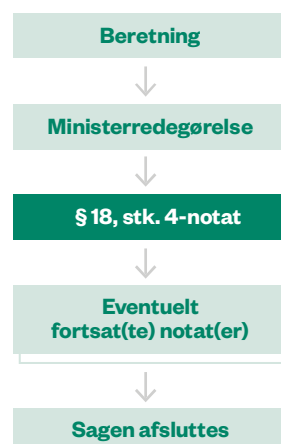 Beretning
Ministerredegørelse
§ 18, stk. 4-notat
Eventuelt
fortsat(te) notat(er)
Sagen afsluttes